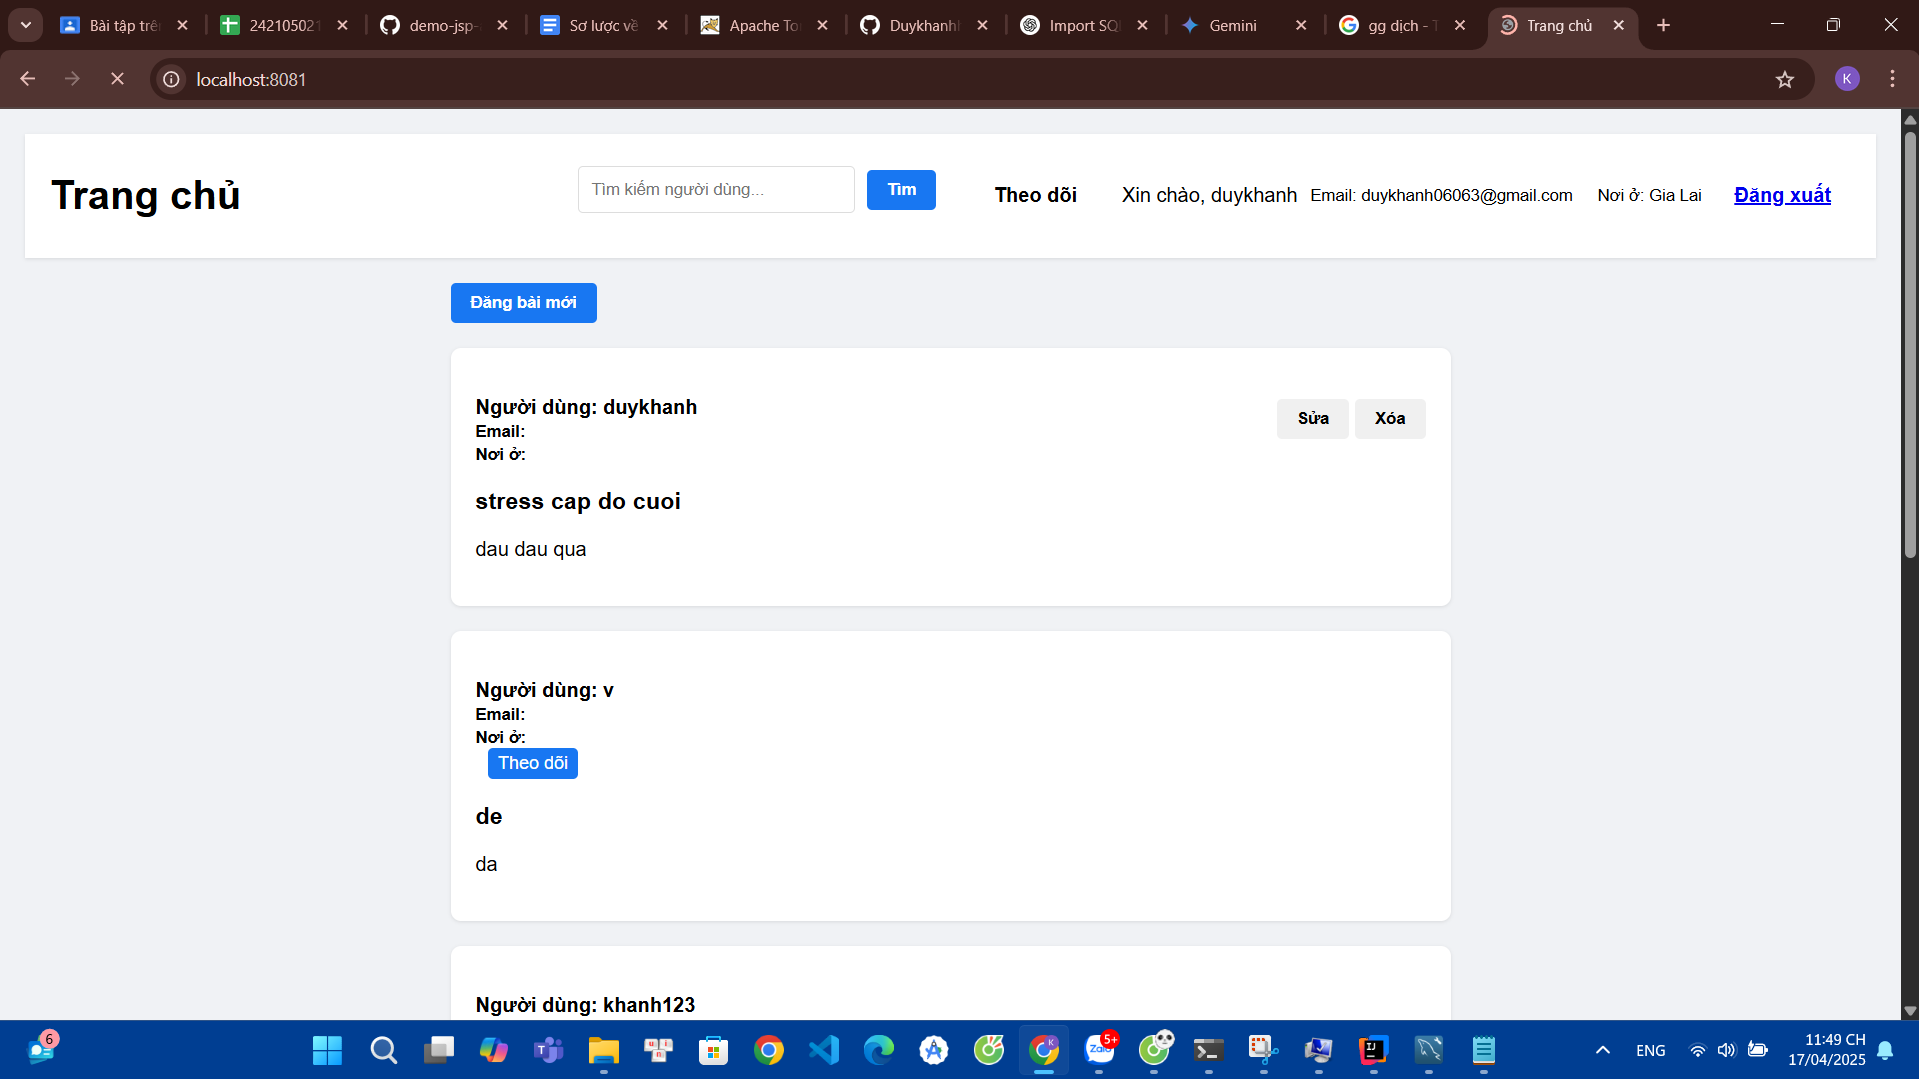 Bài tập trê
242105021
demo-jsp-
Sơ lược về
Apache To
Duykhanh
Import SQ
Gemini
gg dịch - T
Trang chủ
localhost:8081
K
Trang chủ
Tìm kiếm người dùng...
Tìm
Theo dõi
Xin chào, duykhanh
Email: duykhanh06063@gmail.com
Nơi ở: Gia Lai
Đăng xuất
Đăng bài mới
Người dùng: duykhanh
Email:
Nơi ở:
Sửa
Xóa
stress cap do cuoi
dau dau qua
Người dùng: v
Email:
Nơi ở:
Theo dõi
de
da
Người dùng: khanh123
6
K
Zalo
5+
ENG
11:49 CH
17/04/2025